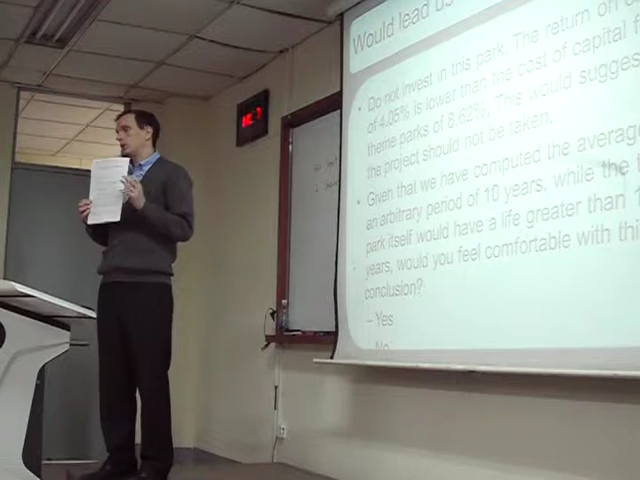 Would lead us
• Do not invest in this park. The return on
of 4.05% is lower than the cost of capital
theme parks of 8.62%. This would sugges
the project should not be taken.
• Given that we have computed the averag
an arbitrary period of 10 years, while the
park itself would have a life greater than
years, would you feel comfortable with thi
conclusion?
– Yes
– No